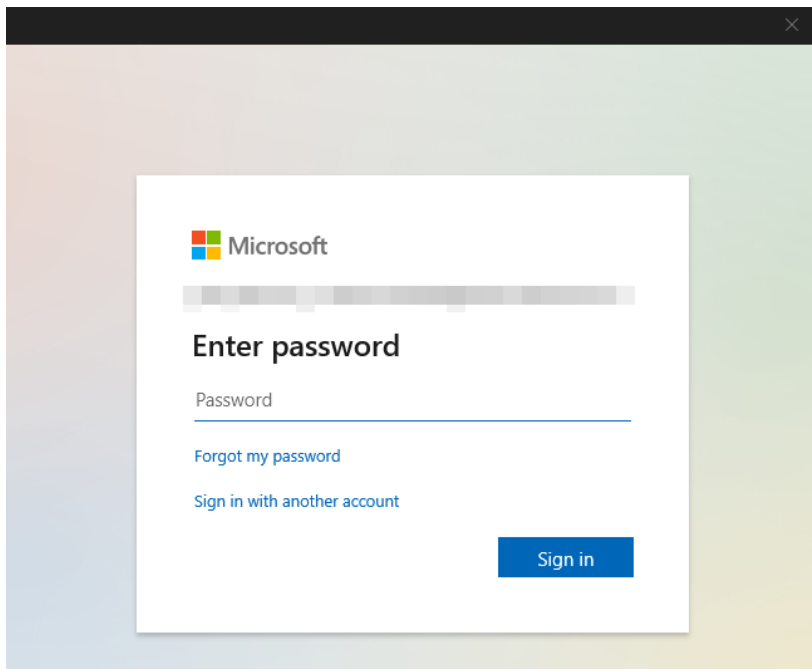 Microsoft
Enter password
Password
Forgot my password
Sign in with another account
Sign in